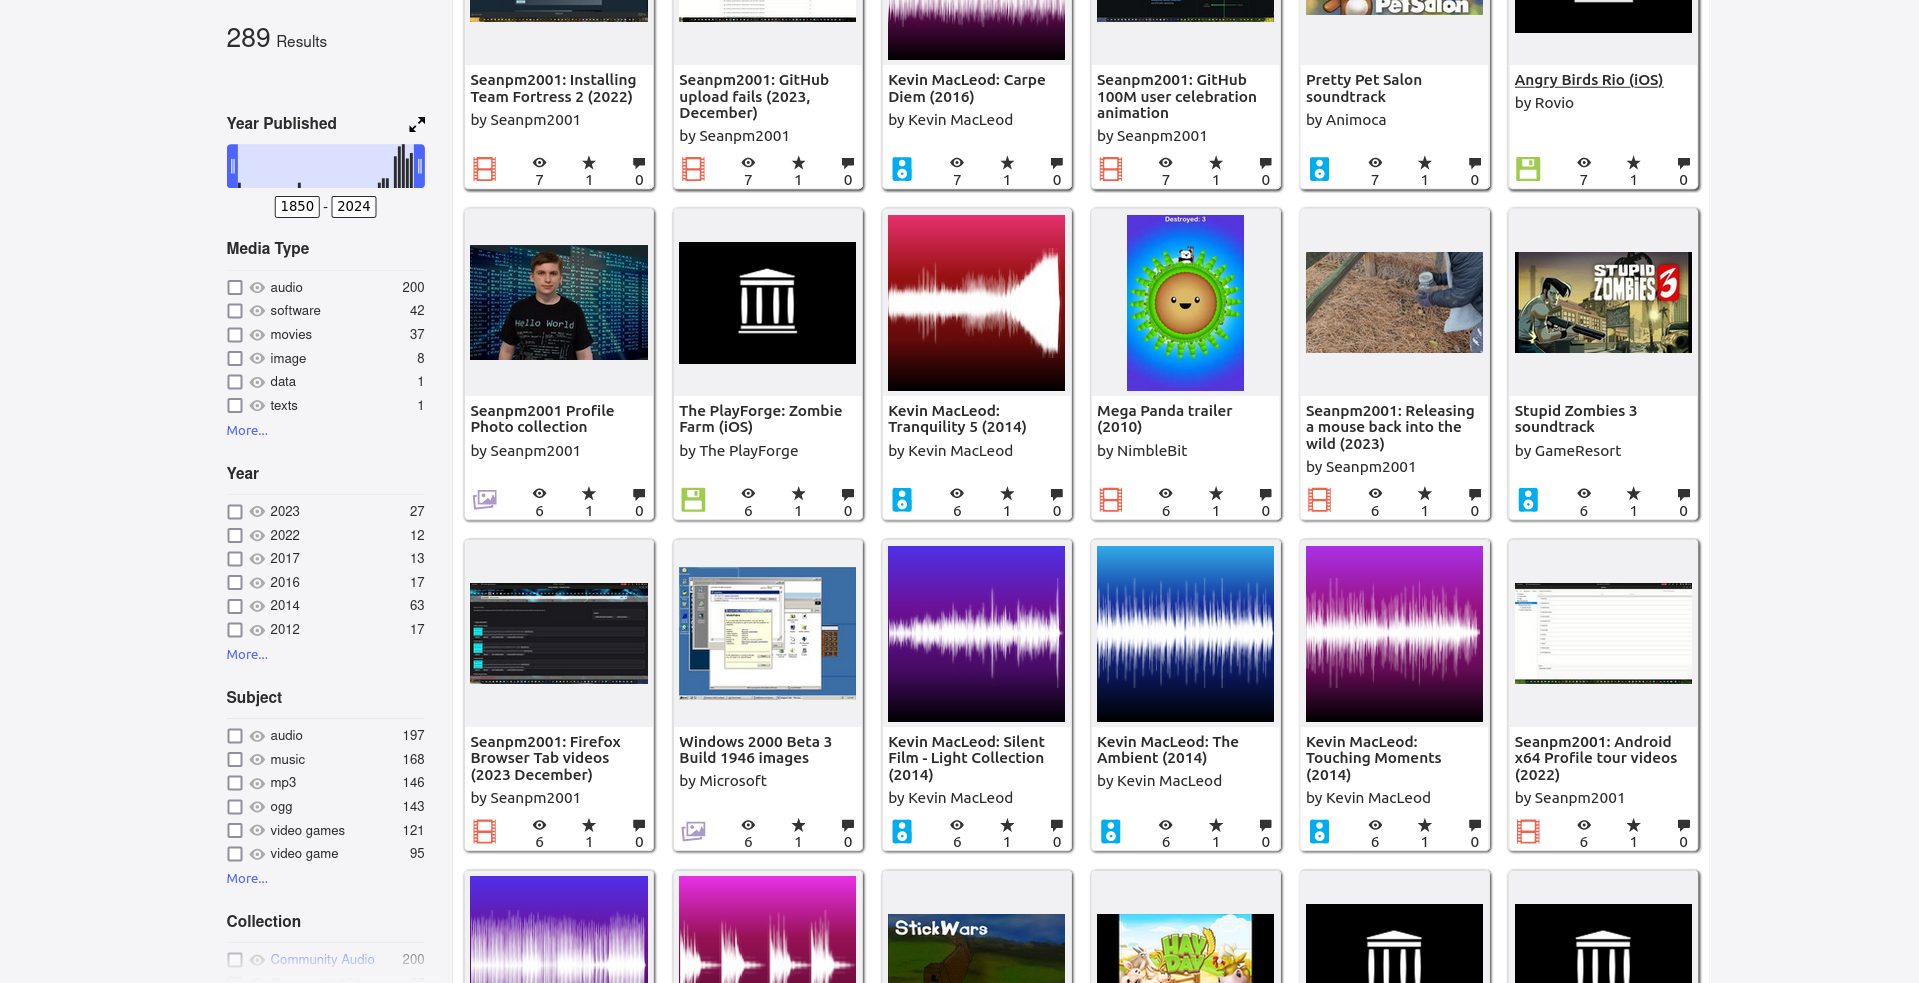 289 Results
Year Published
1850 - 2024
Media Type
audio 200
software 42
movies 37
image 8
data 1
texts 1
More...
Year
2023 27
2022 12
2017 13
2016 17
2014 63
2012 17
More...
Subject
audio 197
music 168
mp3 146
ogg 143
video games 121
video game 95
More...
Collection
Community Audio 200
PetSalon
Seanpm2001: Installing
Team Fortress 2 (2022)
by Seanpm2001
7 1 0
Seanpm2001: GitHub
upload fails (2023,
December)
by Seanpm2001
7 1 0
Kevin MacLeod: Carpe
Diem (2016)
by Kevin MacLeod
7 1 0
Seanpm2001: GitHub
100M user celebration
animation
by Seanpm2001
7 1 0
Pretty Pet Salon
soundtrack
by Animoca
7 1 0
Angry Birds Rio (iOS)
by Rovio
7 1 0
Hello World
Seanpm2001 Profile
Photo collection
by Seanpm2001
6 1 0
The PlayForge: Zombie
Farm (iOS)
by The PlayForge
6 1 0
Kevin MacLeod:
Tranquility 5 (2014)
by Kevin MacLeod
6 1 0
Destroyed: 3
Mega Panda trailer
(2010)
by NimbleBit
6 1 0
Seanpm2001: Releasing
a mouse back into the
wild (2023)
by Seanpm2001
6 1 0
STUPID
ZOMBIES 3
Stupid Zombies 3
soundtrack
by GameResort
6 1 0
Seanpm2001: Firefox
Browser Tab videos
(2023 December)
by Seanpm2001
6 1 0
Windows 2000 Beta 3
Build 1946 images
by Microsoft
6 1 0
Kevin MacLeod: Silent
Film - Light Collection
(2014)
by Kevin MacLeod
6 1 0
Kevin MacLeod: The
Ambient (2014)
by Kevin MacLeod
6 1 0
Kevin MacLeod:
Touching Moments
(2014)
by Kevin MacLeod
6 1 0
Seanpm2001: Android
x64 Profile tour videos
(2022)
by Seanpm2001
6 1 0
StickWars
HAY
DAY